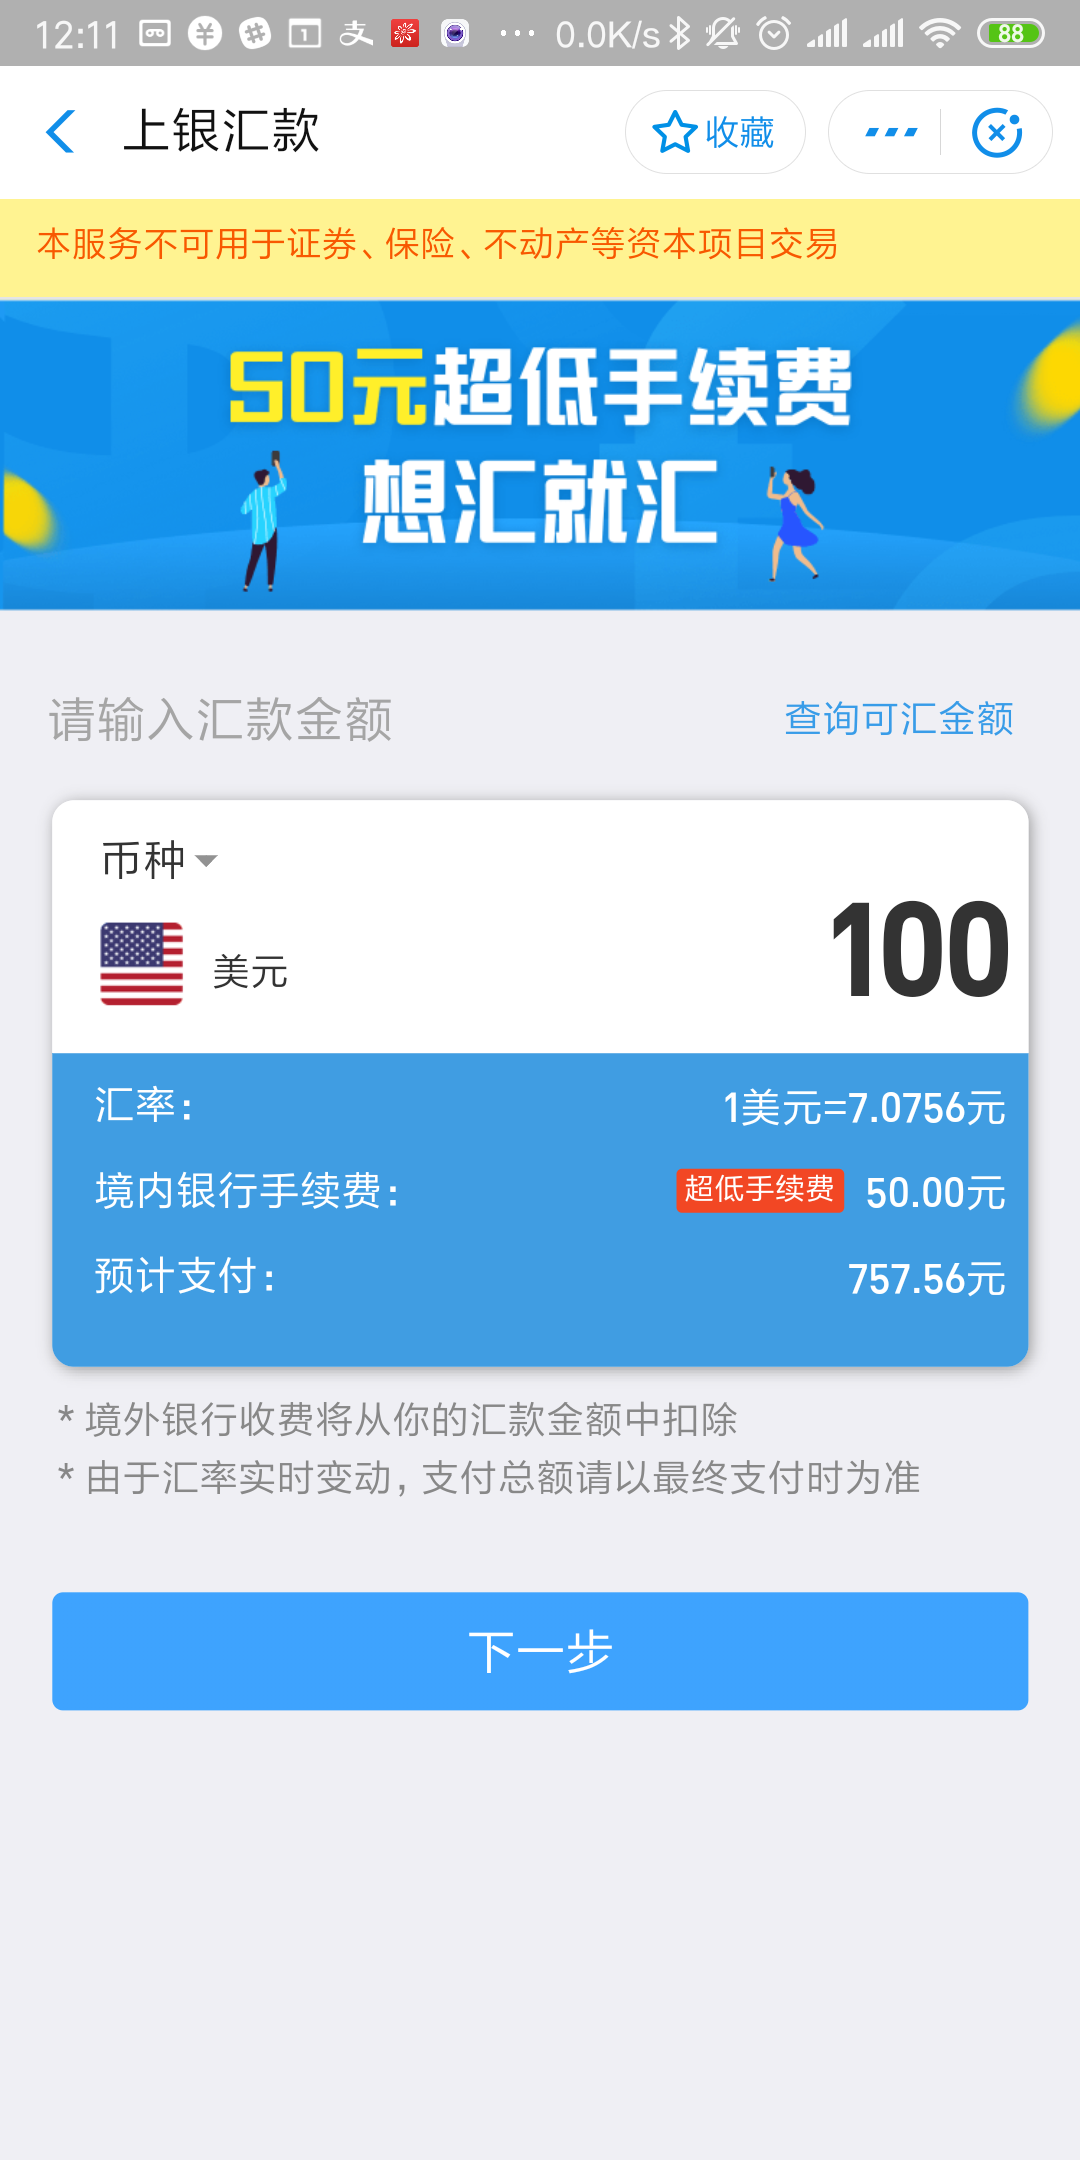 12:11
1
支
0.0K/s
88
上银汇款
收藏
本服务不可用于证券、保险、不动产等资本项目交易
50元超低手续费
想汇就汇
请输入汇款金额
查询可汇金额
币种
美元
100
汇率:
1美元=7.0756元
境内银行手续费:
超低手续费
50.00元
预计支付:
757.56元
* 境外银行收费将从你的汇款金额中扣除
* 由于汇率实时变动,支付总额请以最终支付时为准
下一步